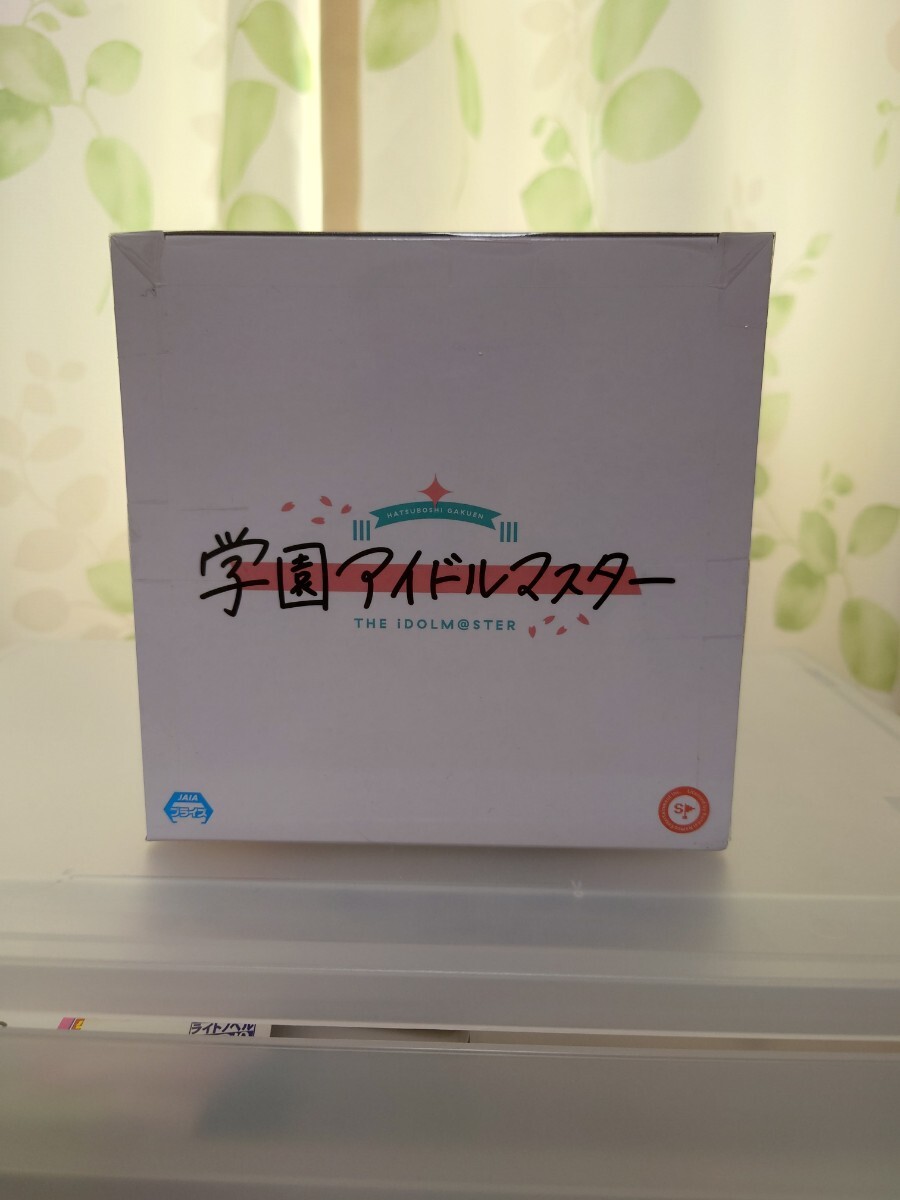 HATSUBOSHI GAKUEN
学園アイドルマスター
THE iDOLM@STER
JAIA
プライズ
S
ライトノベル